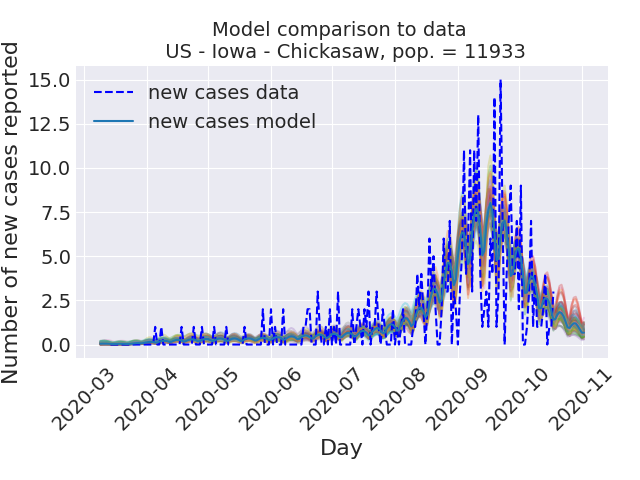 Model comparison to data
US - Iowa - Chickasaw, pop. = 11933
Number of new cases reported
15.0
12.5
10.0
7.5
5.0
2.5
0.0
new cases data
new cases model
2020-03
2020-04
2020-05
2020-06
2020-07
2020-08
2020-09
2020-10
2020-11
Day